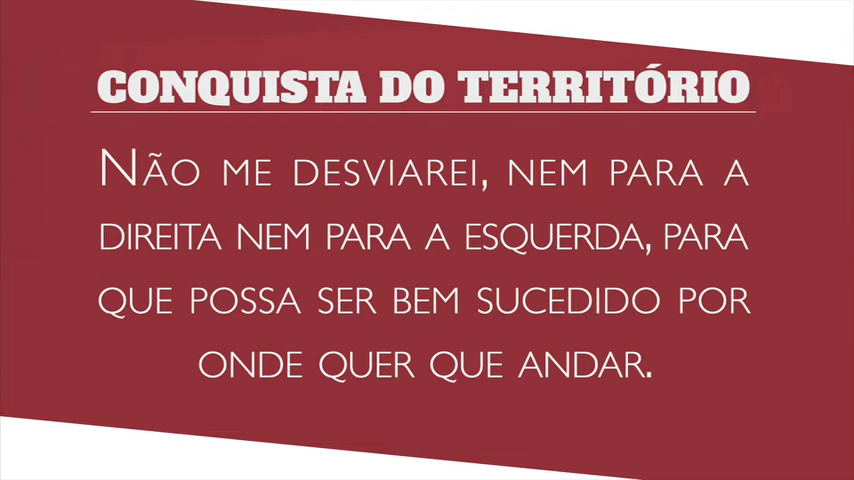 CONQUISTA DO TERRITÓRIO
NÃO ME DESVIAREI, NEM PARA A
DIREITA NEM PARA A ESQUERDA, PARA
QUE POSSA SER BEM SUCEDIDO POR
ONDE QUER QUE ANDAR.